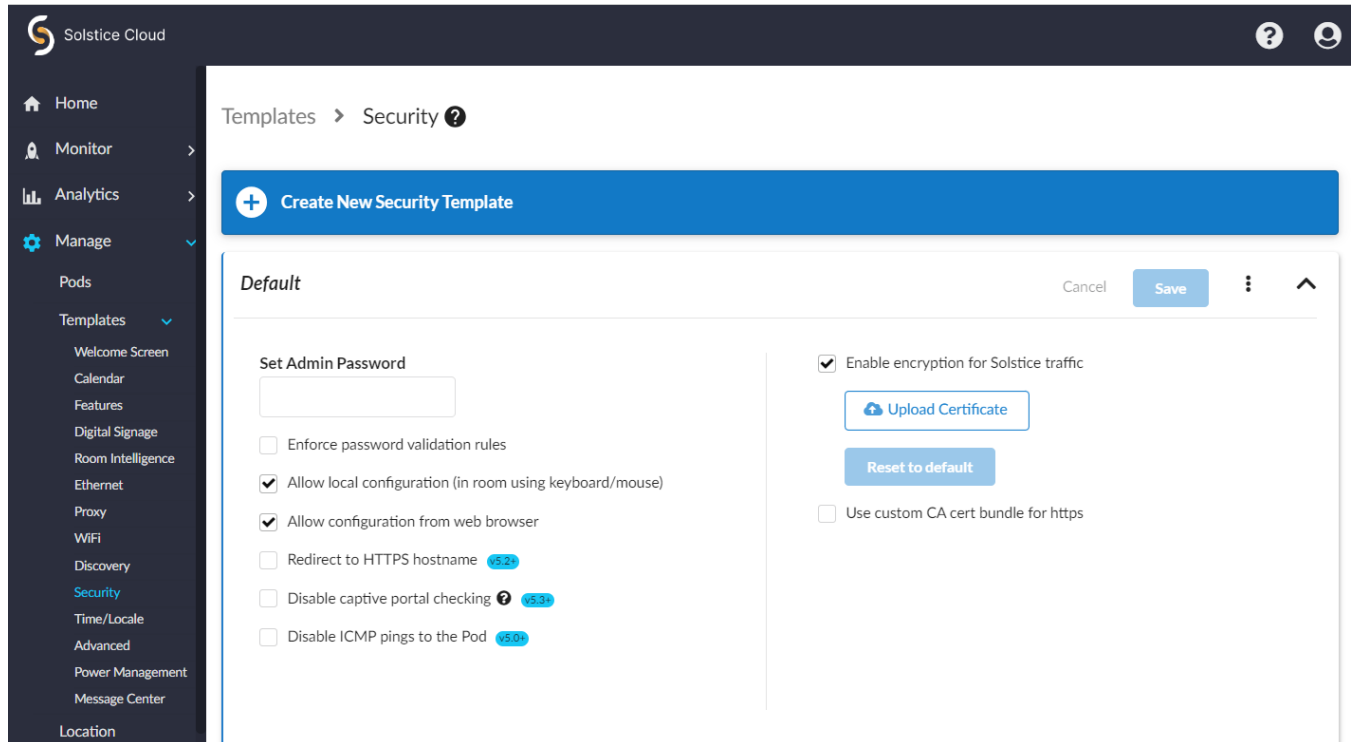 Solstice Cloud
Home
Monitor
Analytics
Manage
Pods
Templates
Welcome Screen
Calendar
Features
Digital Signage
Room Intelligence
Ethernet
Proxy
WiFi
Discovery
Security
Time/Locale
Advanced
Power Management
Message Center
Location
Templates > Security ?
Create New Security Template
Default
Cancel
Save
Set Admin Password
Enforce password validation rules
Allow local configuration (in room using keyboard/mouse)
Allow configuration from web browser
Redirect to HTTPS hostname v5.2+
Disable captive portal checking ? v5.3+
Disable ICMP pings to the Pod v5.0+
Enable encryption for Solstice traffic
Upload Certificate
Reset to default
Use custom CA cert bundle for https